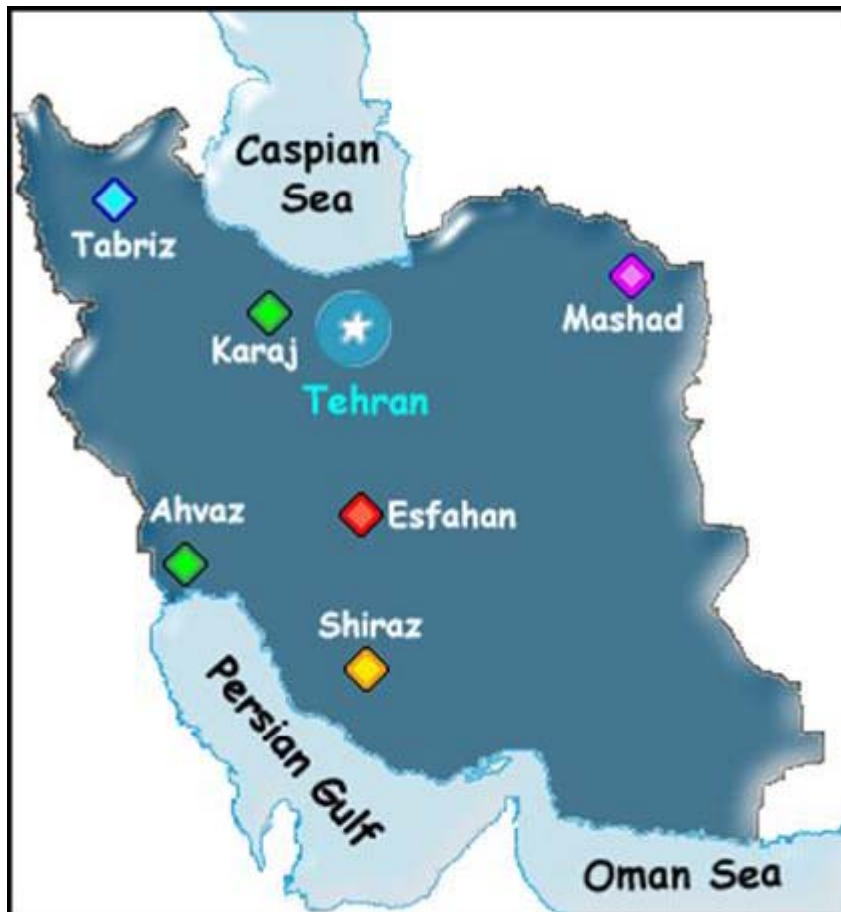 Caspian
Sea
Tabriz
Mashad
Karaj
Tehran
Ahvaz
Esfahan
Shiraz
Persian Gulf
Oman Sea